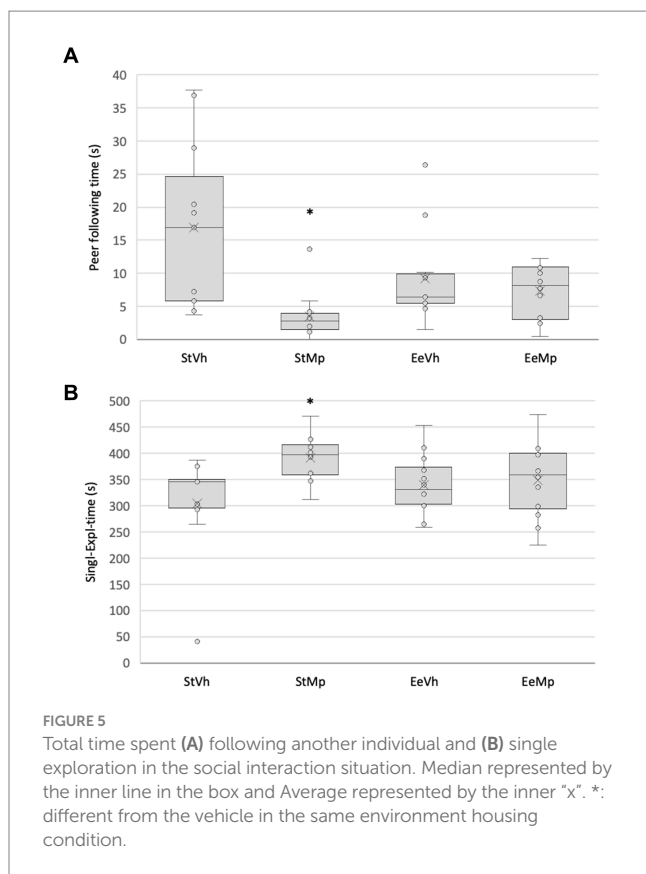 A
40
35
30
25
20
15
10
5
0
Peer following time (s)
*
StVh StMp EeVh EeMp
B
500
450
400
350
300
250
200
150
100
50
0
Singl-Expl-time (s)
*
StVh StMp EeVh EeMp
FIGURE 5
Total time spent (A) following another individual and (B) single
exploration in the social interaction situation. Median represented by
the inner line in the box and Average represented by the inner “x”. *:
different from the vehicle in the same environment housing
condition.